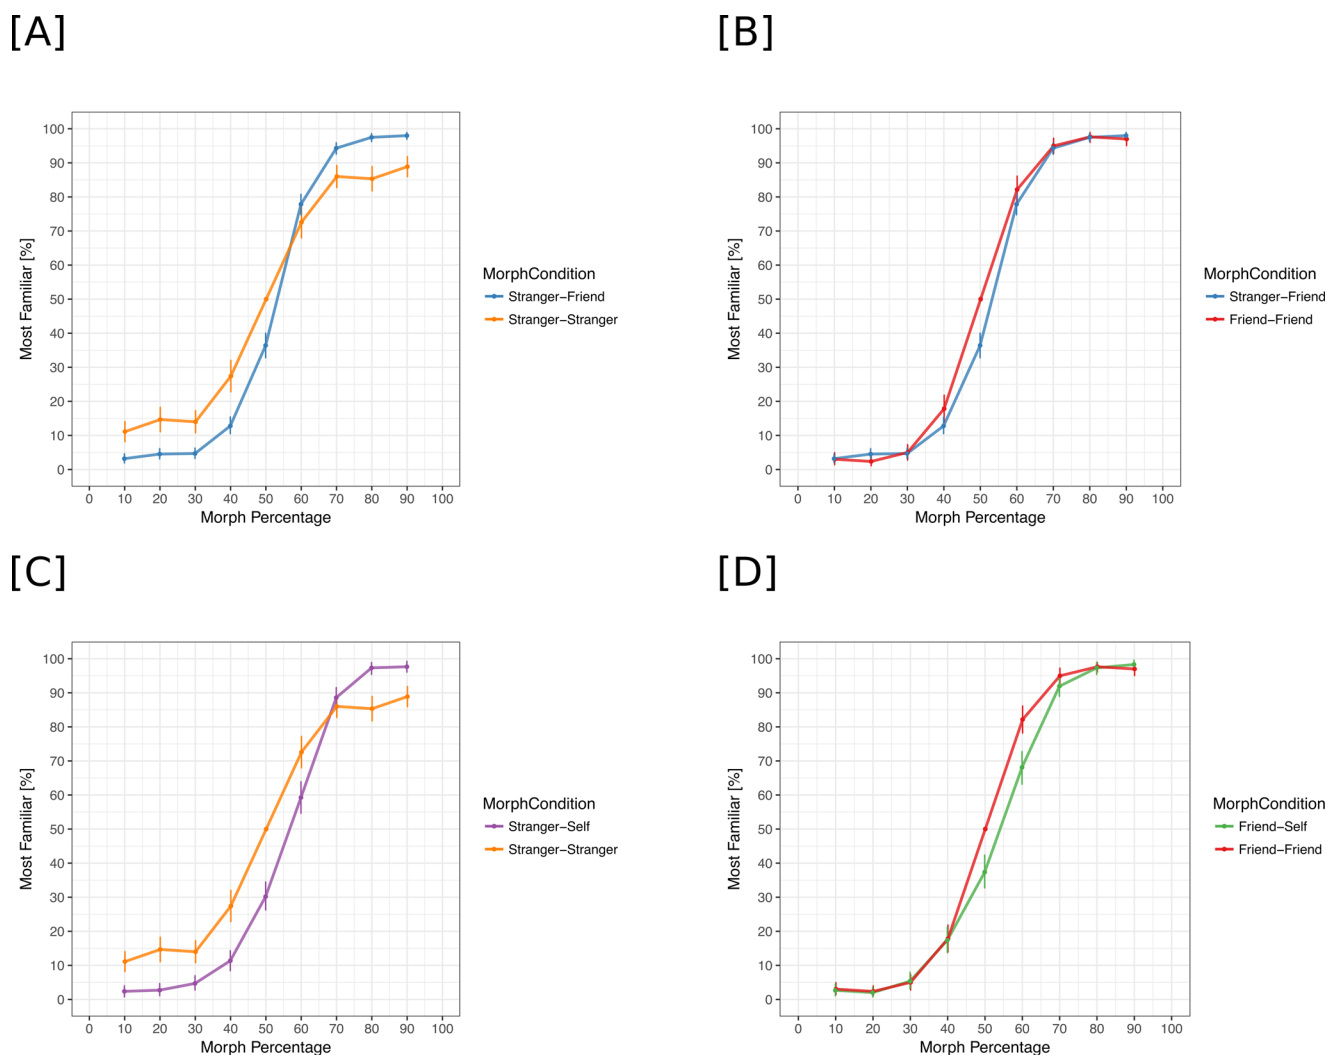 [A]
100
90
80
70
60
50
40
30
20
10
0
Most Familiar [%]
0 10 20 30 40 50 60 70 80 90 100
Morph Percentage
MorphCondition
Stranger−Friend
Stranger−Stranger
[B]
100
90
80
70
60
50
40
30
20
10
0
Most Familiar [%]
0 10 20 30 40 50 60 70 80 90 100
Morph Percentage
MorphCondition
Stranger−Friend
Friend−Friend
[C]
100
90
80
70
60
50
40
30
20
10
0
Most Familiar [%]
0 10 20 30 40 50 60 70 80 90 100
Morph Percentage
MorphCondition
Stranger−Self
Stranger−Stranger
[D]
100
90
80
70
60
50
40
30
20
10
0
Most Familiar [%]
0 10 20 30 40 50 60 70 80 90 100
Morph Percentage
MorphCondition
Friend−Self
Friend−Friend